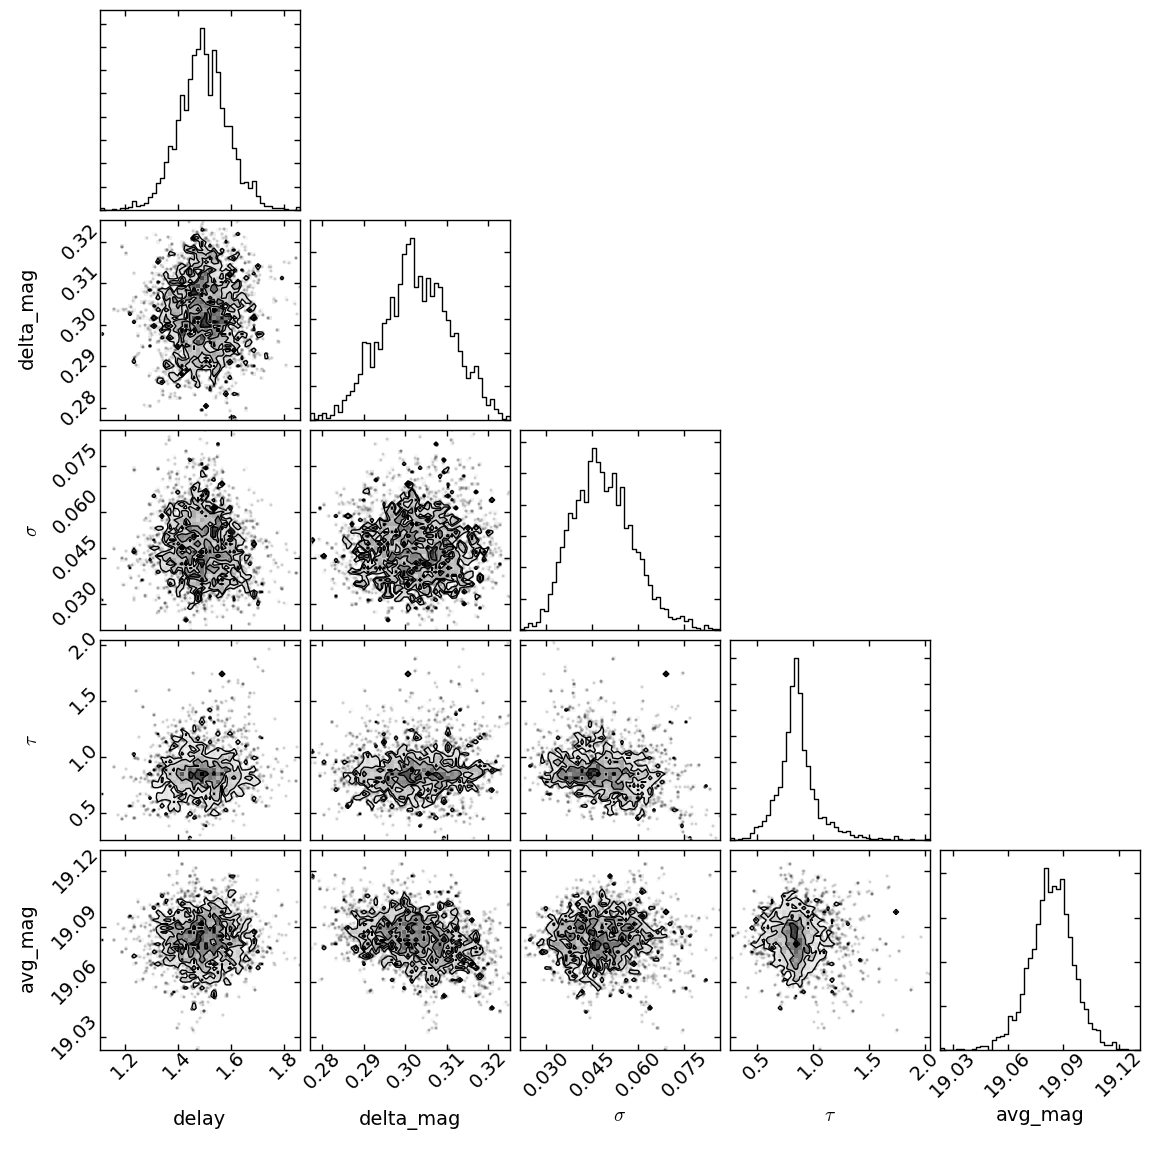 0.32
0.31
0.30
0.29
0.28
delta_mag
0.075
0.060
0.045
0.030
σ
2.0
1.5
1.0
0.5
τ
19.12
19.09
19.06
19.03
avg_mag
1.2 1.4 1.6 1.8
0.28 0.29 0.30 0.31 0.32
0.030 0.045 0.060 0.075
0.5 1.0 1.5 2.0
19.03 19.06 19.09 19.12
delay delta_mag σ τ avg_mag